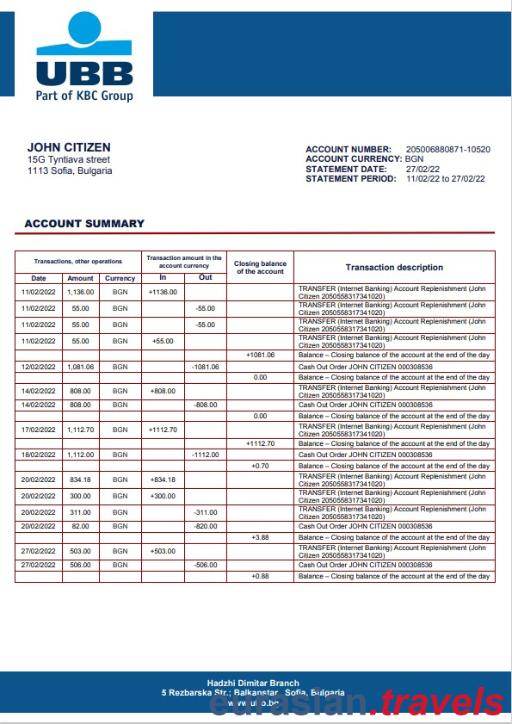 UBB
Part of KBC Group
JOHN CITIZEN
15G Tyntiava street
1113 Sofia, Bulgaria
ACCOUNT NUMBER: 205006880871-10520
ACCOUNT CURRENCY: BGN
STATEMENT DATE: 27/02/22
STATEMENT PERIOD: 11/02/22 to 27/02/22
ACCOUNT SUMMARY
Transactions, other operations Transaction amount in the account currency Closing balance of the account Transaction description
Date Amount Currency In Out
11/02/2022 1,136.00 BGN +1136.00 TRANSFER (Internet Banking) Account Replenishment (John
Citizen 2050558317341020)
11/02/2022 55.00 BGN -55.00 TRANSFER (Internet Banking) Account Replenishment (John
Citizen 2050558317341020)
11/02/2022 55.00 BGN -55.00 TRANSFER (Internet Banking) Account Replenishment (John
Citizen 2050558317341020)
11/02/2022 55.00 BGN +55.00 TRANSFER (Internet Banking) Account Replenishment (John
Citizen 2050558317341020)
+1081.06 Balance – Closing balance of the account at the end of the day
12/02/2022 1,081.06 BGN -1081.06 Cash Out Order JOHN CITIZEN 000308536
0.00 Balance – Closing balance of the account at the end of the day
14/02/2022 808.00 BGN +808.00 TRANSFER (Internet Banking) Account Replenishment (John
Citizen 2050558317341020)
14/02/2022 808.00 BGN -808.00 Cash Out Order JOHN CITIZEN 000308536
0.00 Balance – Closing balance of the account at the end of the day
17/02/2022 1,112.70 BGN +1112.70 TRANSFER (Internet Banking) Account Replenishment (John
Citizen 2050558317341020)
+1112.70 Balance – Closing balance of the account at the end of the day
18/02/2022 1,112.00 BGN -1112.00 Cash Out Order JOHN CITIZEN 000308536
+0.70 Balance – Closing balance of the account at the end of the day
20/02/2022 834.18 BGN +834.18 TRANSFER (Internet Banking) Account Replenishment (John
Citizen 2050558317341020)
20/02/2022 300.00 BGN +300.00 TRANSFER (Internet Banking) Account Replenishment (John
Citizen 2050558317341020)
20/02/2022 311.00 BGN -311.00 TRANSFER (Internet Banking) Account Replenishment (John
Citizen 2050558317341020)
20/02/2022 82.00 BGN -820.00 Cash Out Order JOHN CITIZEN 000308536
+3.88 Balance – Closing balance of the account at the end of the day
27/02/2022 503.00 BGN +503.00 TRANSFER (Internet Banking) Account Replenishment (John
Citizen 2050558317341020)
27/02/2022 506.00 BGN -506.00 Cash Out Order JOHN CITIZEN 000308536
+0.88 Balance – Closing balance of the account at the end of the day
Hadzhi Dimitar Branch
5 Rezbarska Str.; Balkanstar Sofia, Bulgaria
www.ubb.bg
eurasian.travels